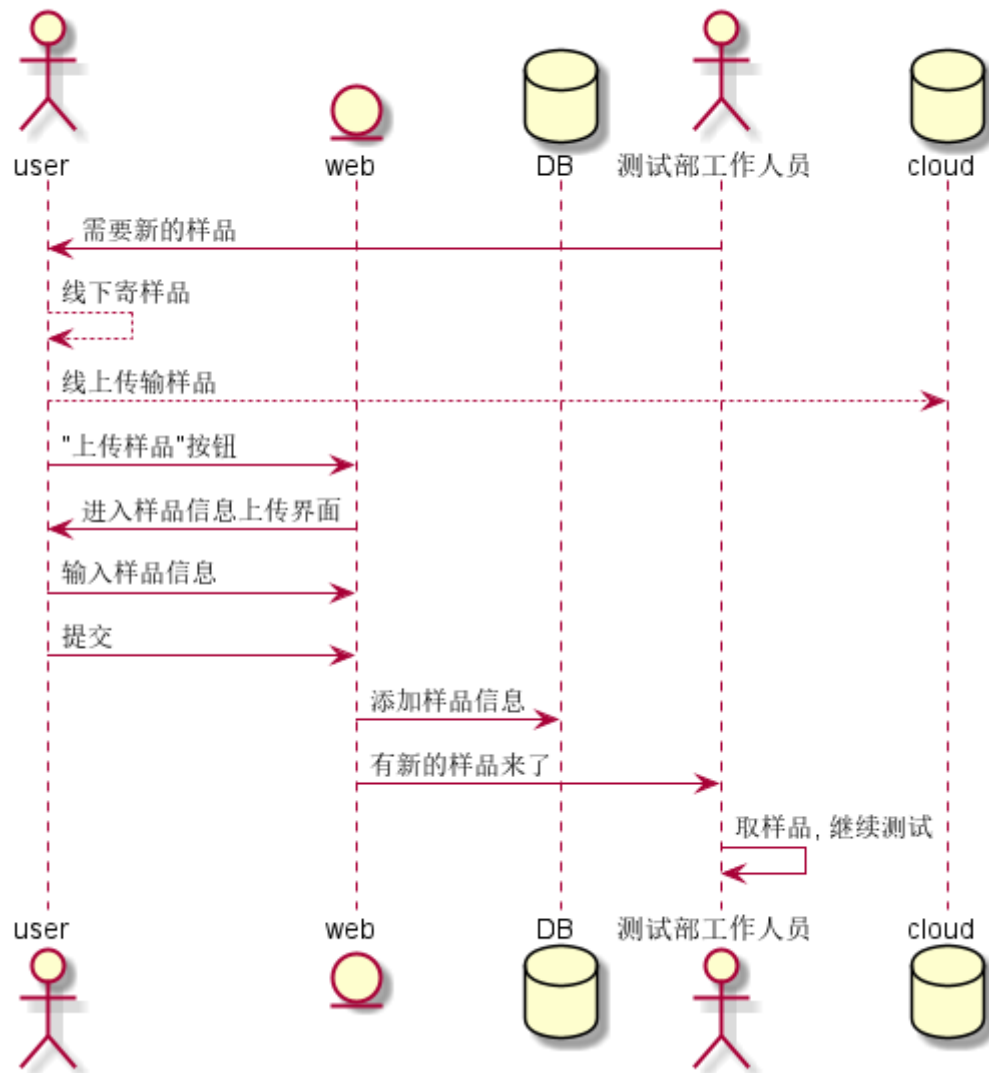 user
web
DB
测试部工作人员
cloud
需要新的样品
线下寄样品
线上传输样品
"上传样品"按钮
进入样品信息上传界面
输入样品信息
提交
添加样品信息
有新的样品来了
取样品, 继续测试
user
web
DB
测试部工作人员
cloud